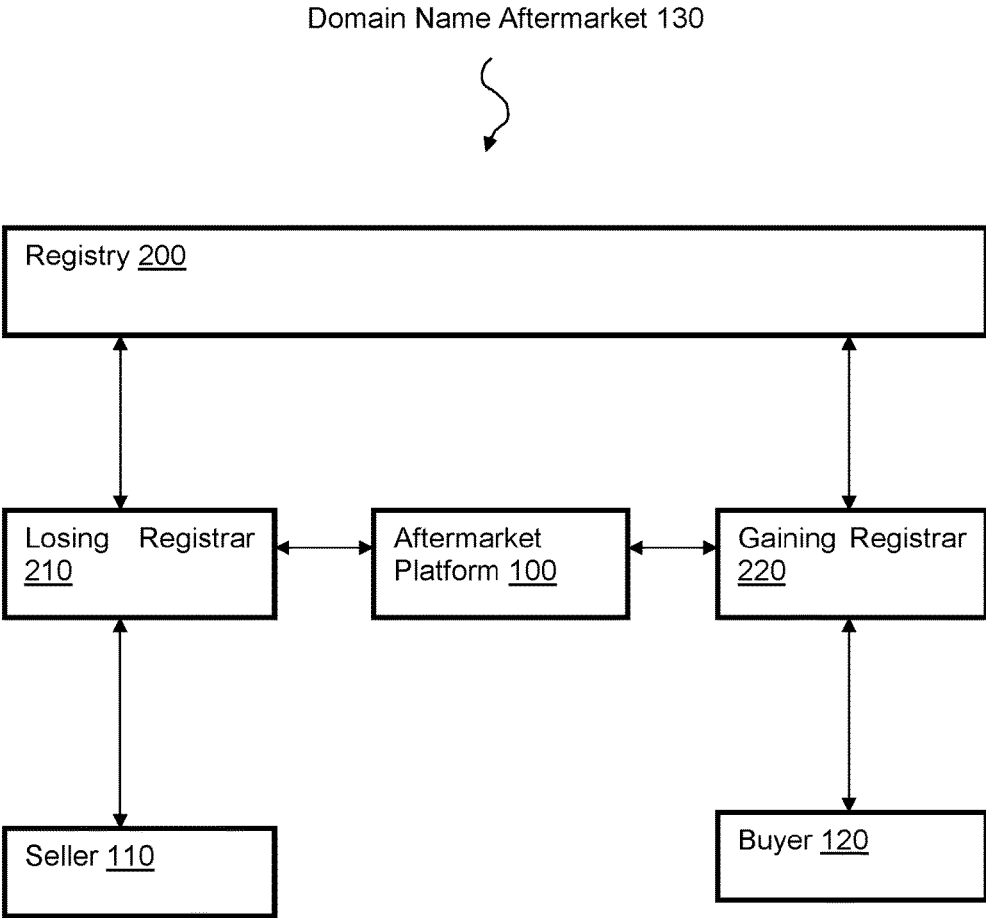 Domain Name Aftermarket 130
Registry 200
Losing Registrar
210
Aftermarket
Platform 100
Gaining Registrar
220
Seller 110
Buyer 120